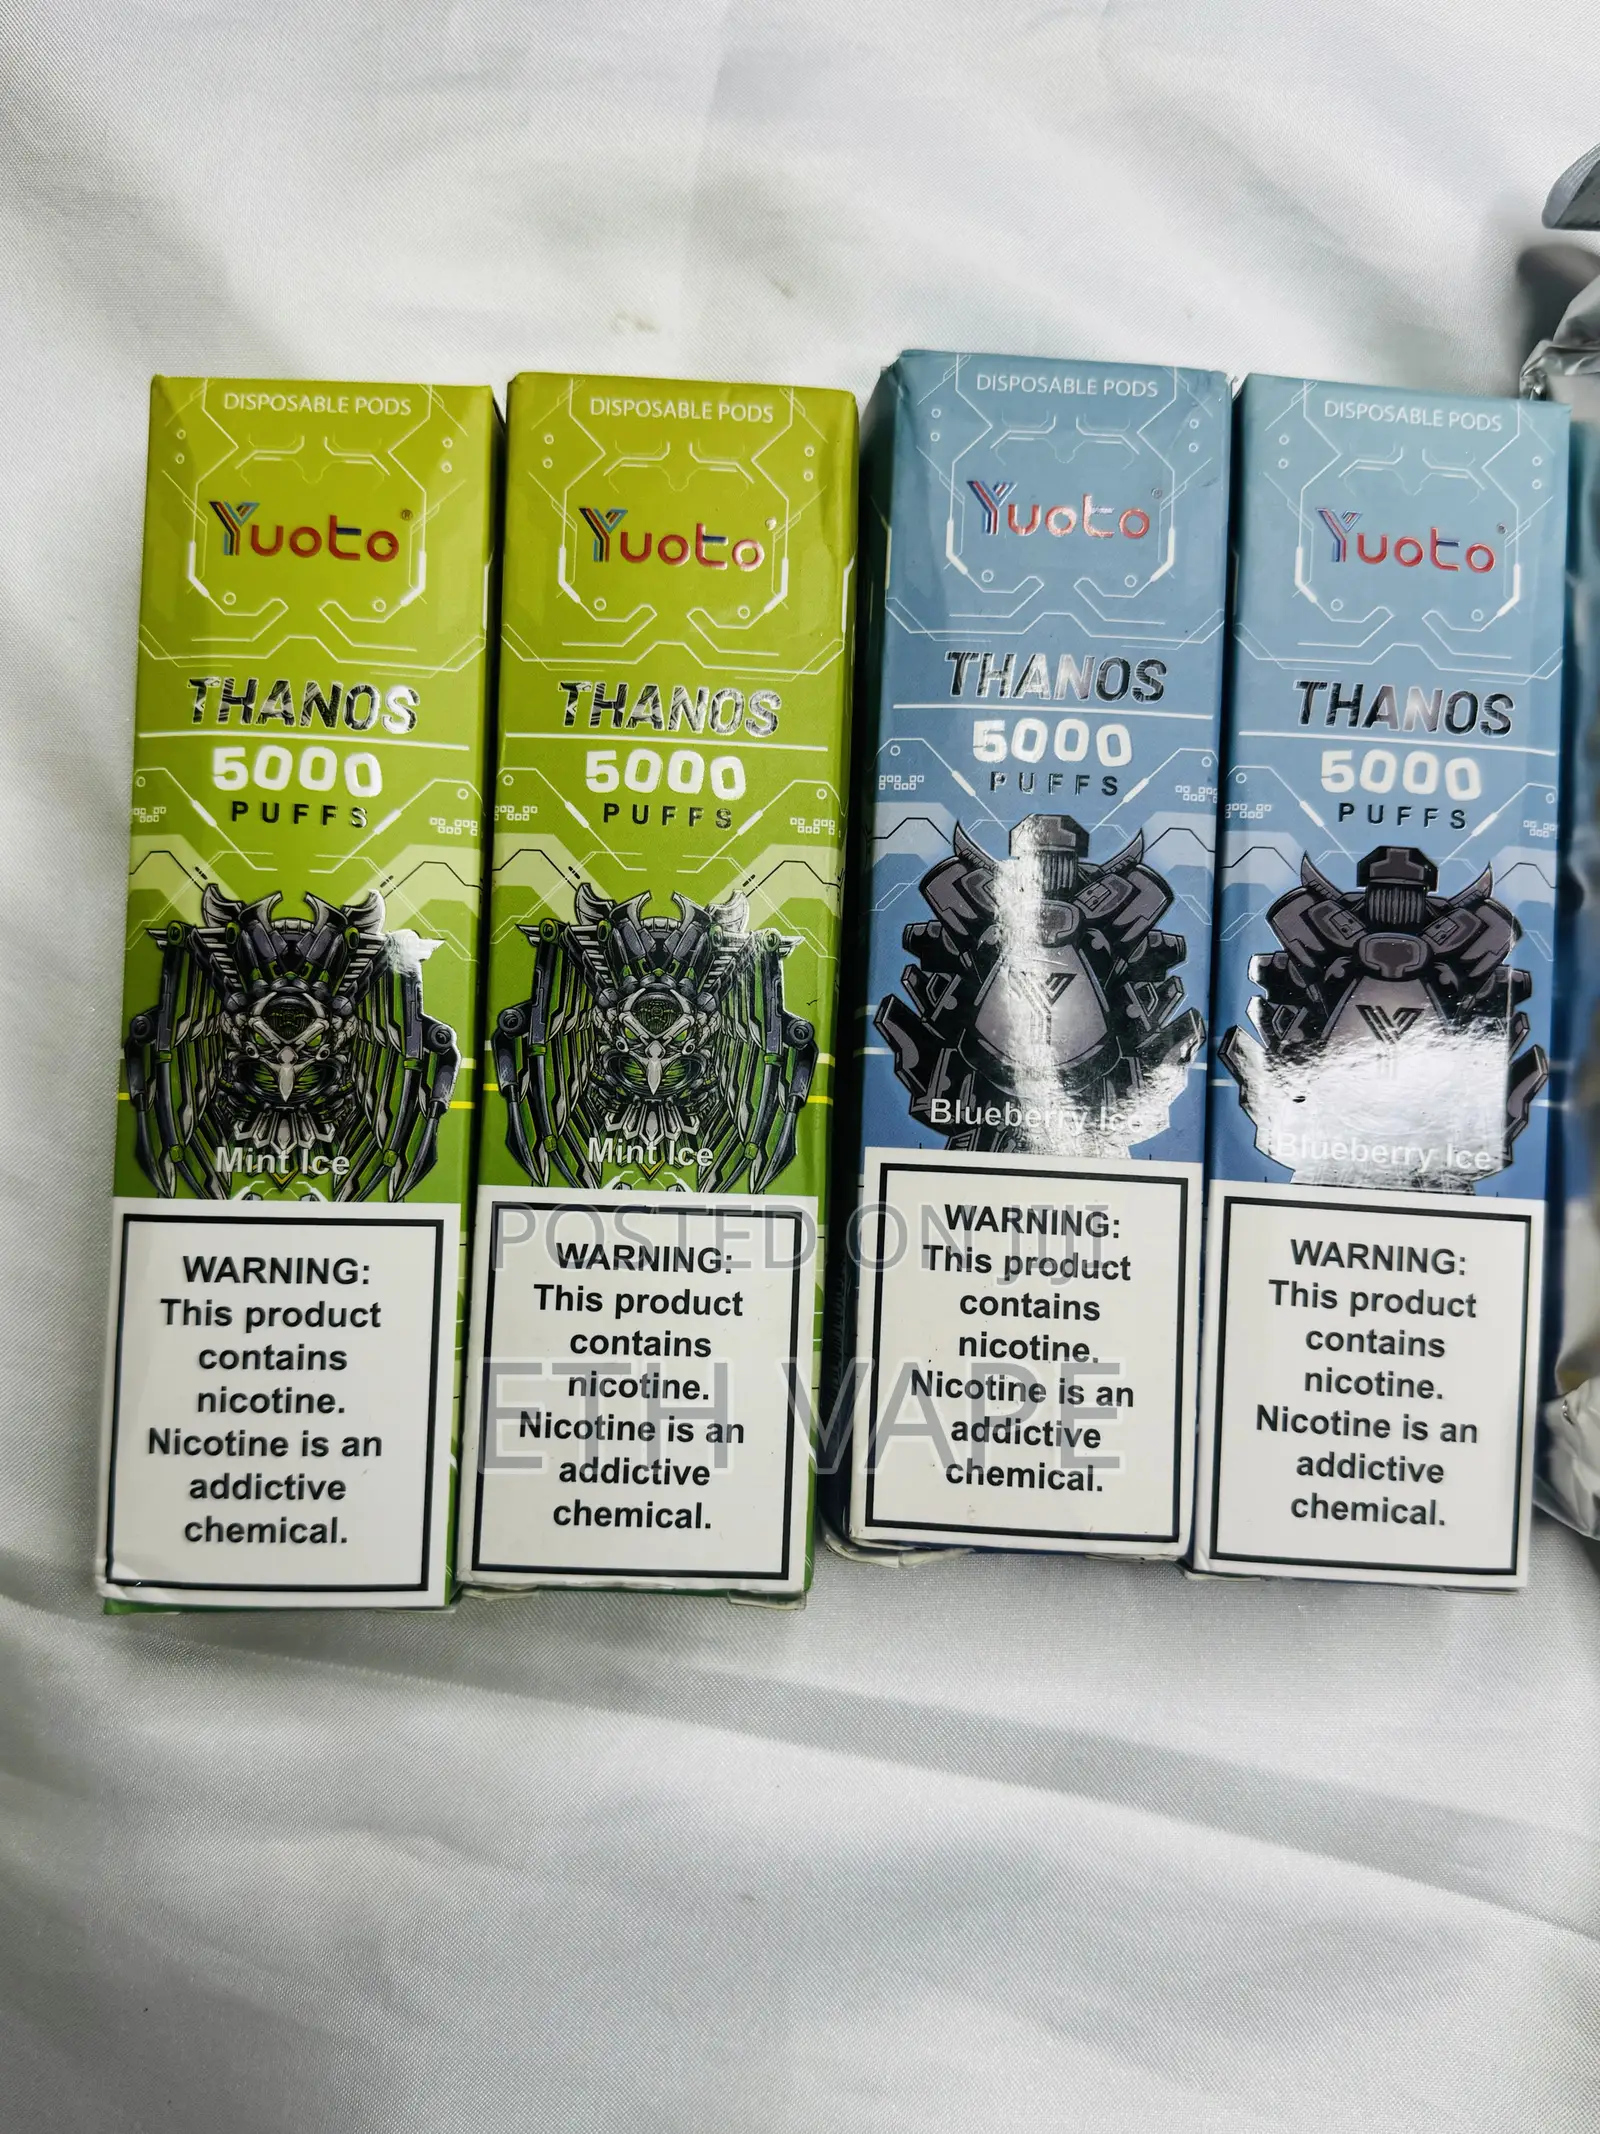 DISPOSABLE PODS
Yuoto®
THANOS
5000
PUFFS
Mint Ice
WARNING:
This product
contains
nicotine.
Nicotine is an
addictive
chemical.
DISPOSABLE PODS
Yuoto
THANOS
5000
PUFFS
Mint Ice
WARNING:
This product
contains
nicotine.
Nicotine is an
addictive
chemical.
DISPOSABLE PODS
Yuoto®
THANOS
5000
PUFFS
Y
Blueberry Ice
WARNING:
This product
contains
nicotine.
Nicotine is an
addictive
chemical.
DISPOSABLE PODS
Yuoto®
THANOS
5000
PUFFS
Y
Blueberry Ice
WARNING:
This product
contains
nicotine.
Nicotine is an
addictive
chemical.
POSTED ON JIJI
ETH VAPE